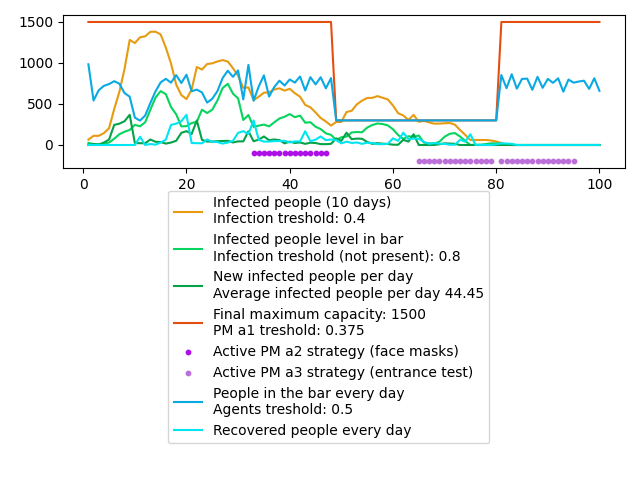 1500
1000
500
0
0 20 40 60 80 100
Infected people (10 days)
Infection treshold: 0.4
Infected people level in bar
Infection treshold (not present): 0.8
New infected people per day
Average infected people per day 44.45
Final maximum capacity: 1500
PM a1 treshold: 0.375
Active PM a2 strategy (face masks)
Active PM a3 strategy (entrance test)
People in the bar every day
Agents treshold: 0.5
Recovered people every day